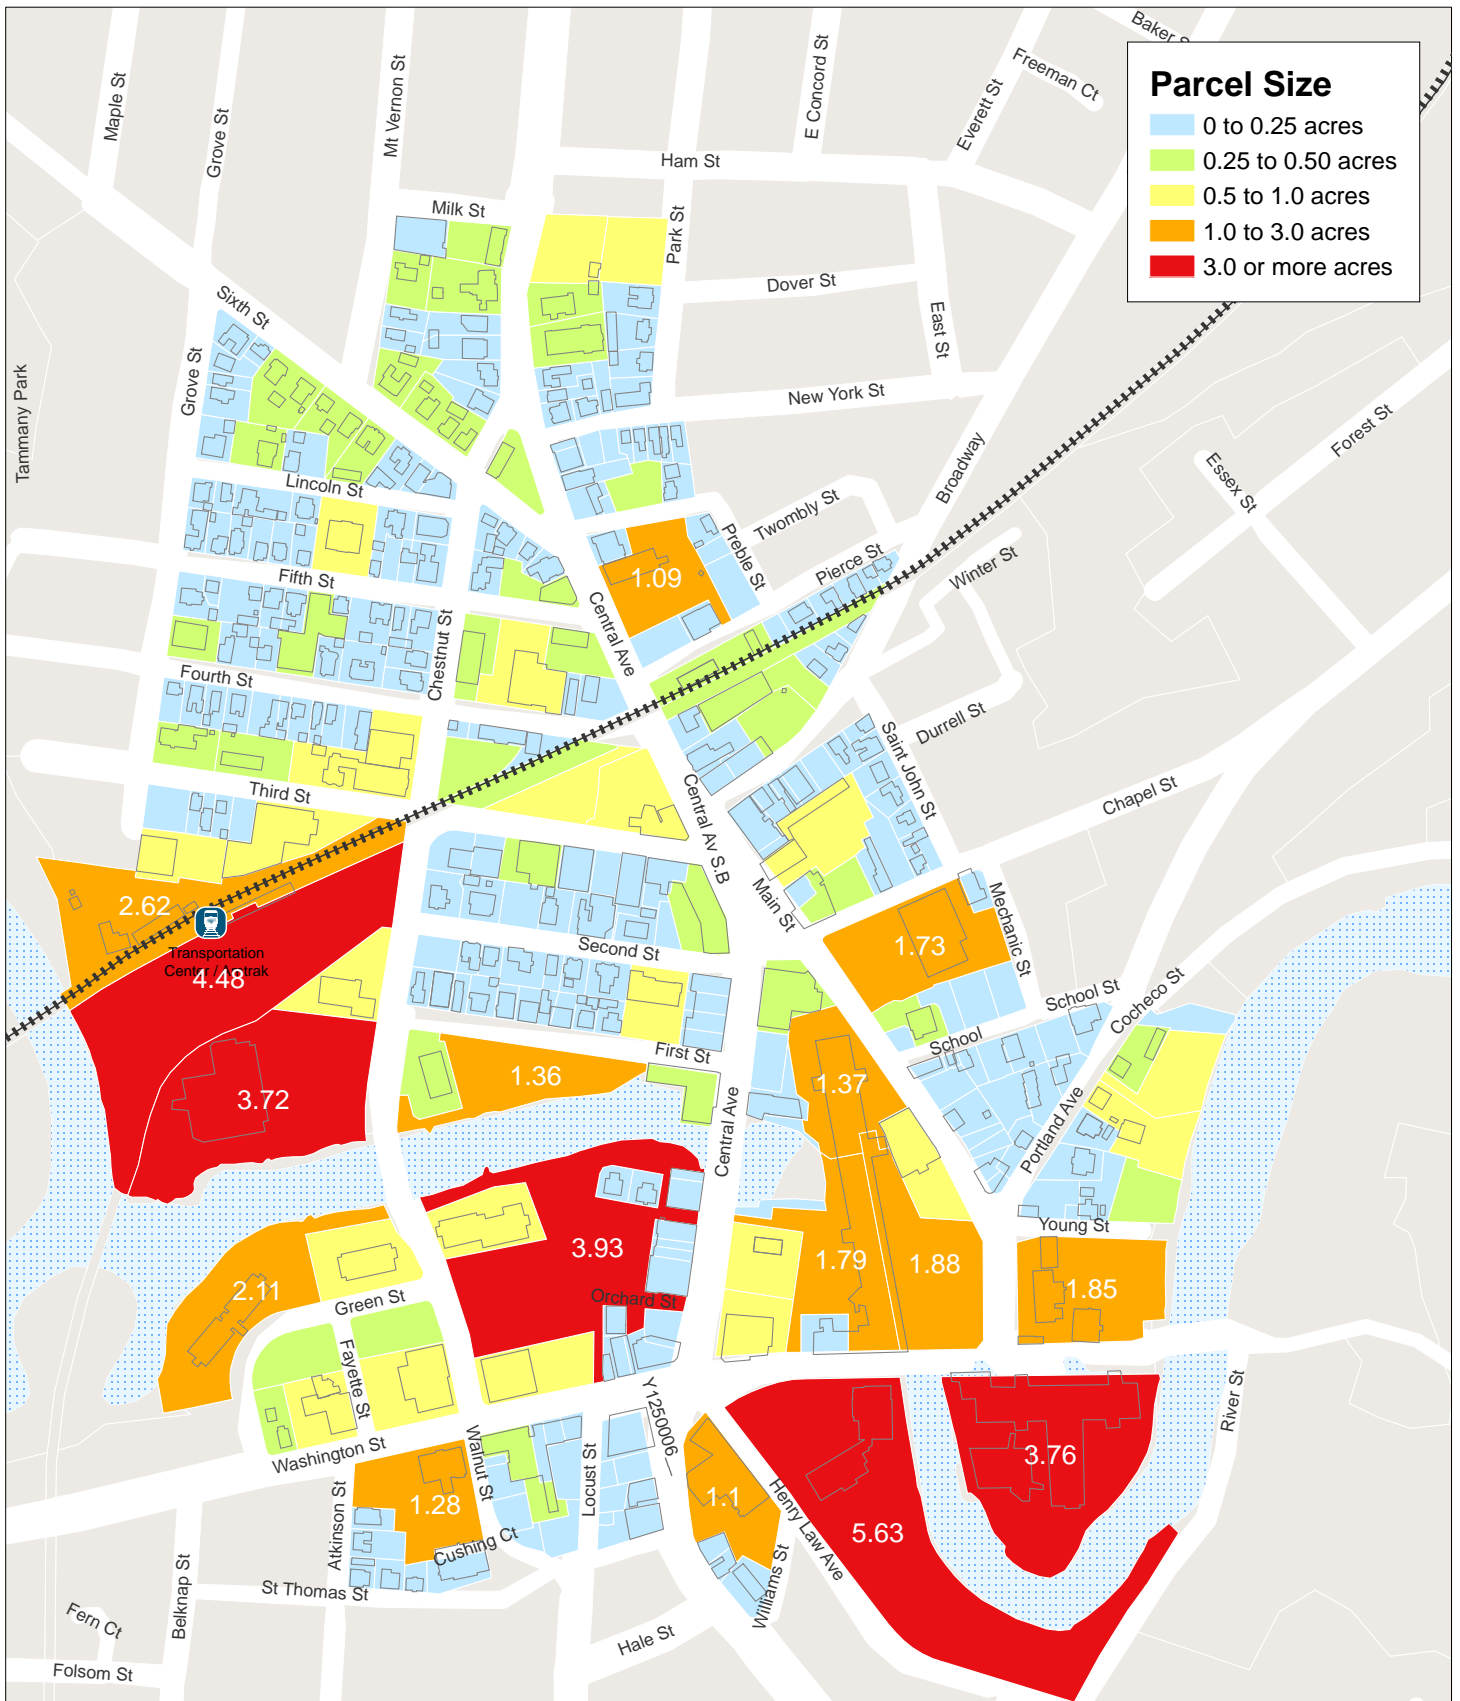 Baker S
Freeman Ct
Everett St
E Concord St
Mt Vernon St
Maple St
Grove St
Parcel Size
0 to 0.25 acres
0.25 to 0.50 acres
0.5 to 1.0 acres
1.0 to 3.0 acres
3.0 or more acres
Ham St
Milk St
Park St
Dover St
East St
Sixth St
Grove St
Tammany Park
New York St
Broadway
Forest St
Essex St
Lincoln St
Twombly St
Preble St
Pierce St
Winter St
Fifth St
1.09
Central Ave
Chestnut St
Fourth St
Saint John St
Durrell St
Third St
Central Av S.B
Chapel St
Main St
Mechanic St
2.62
Transportation
Center / Amtrak
4.48
Second St
1.73
School St
Cocheco St
School
First St
1.36
1.37
3.72
Central Ave
Portland Ave
Young St
3.93
1.79
1.88
1.85
2.11
Green St
Orchard St
Fayette St
Y1250006__
River St
Washington St
Walnut St
Locust St
3.76
1.28
1.1
Henry Law Ave
5.63
Atkinson St
Cushing Ct
Williams St
Belknap St
St Thomas St
Fern Ct
Hale St
Folsom St